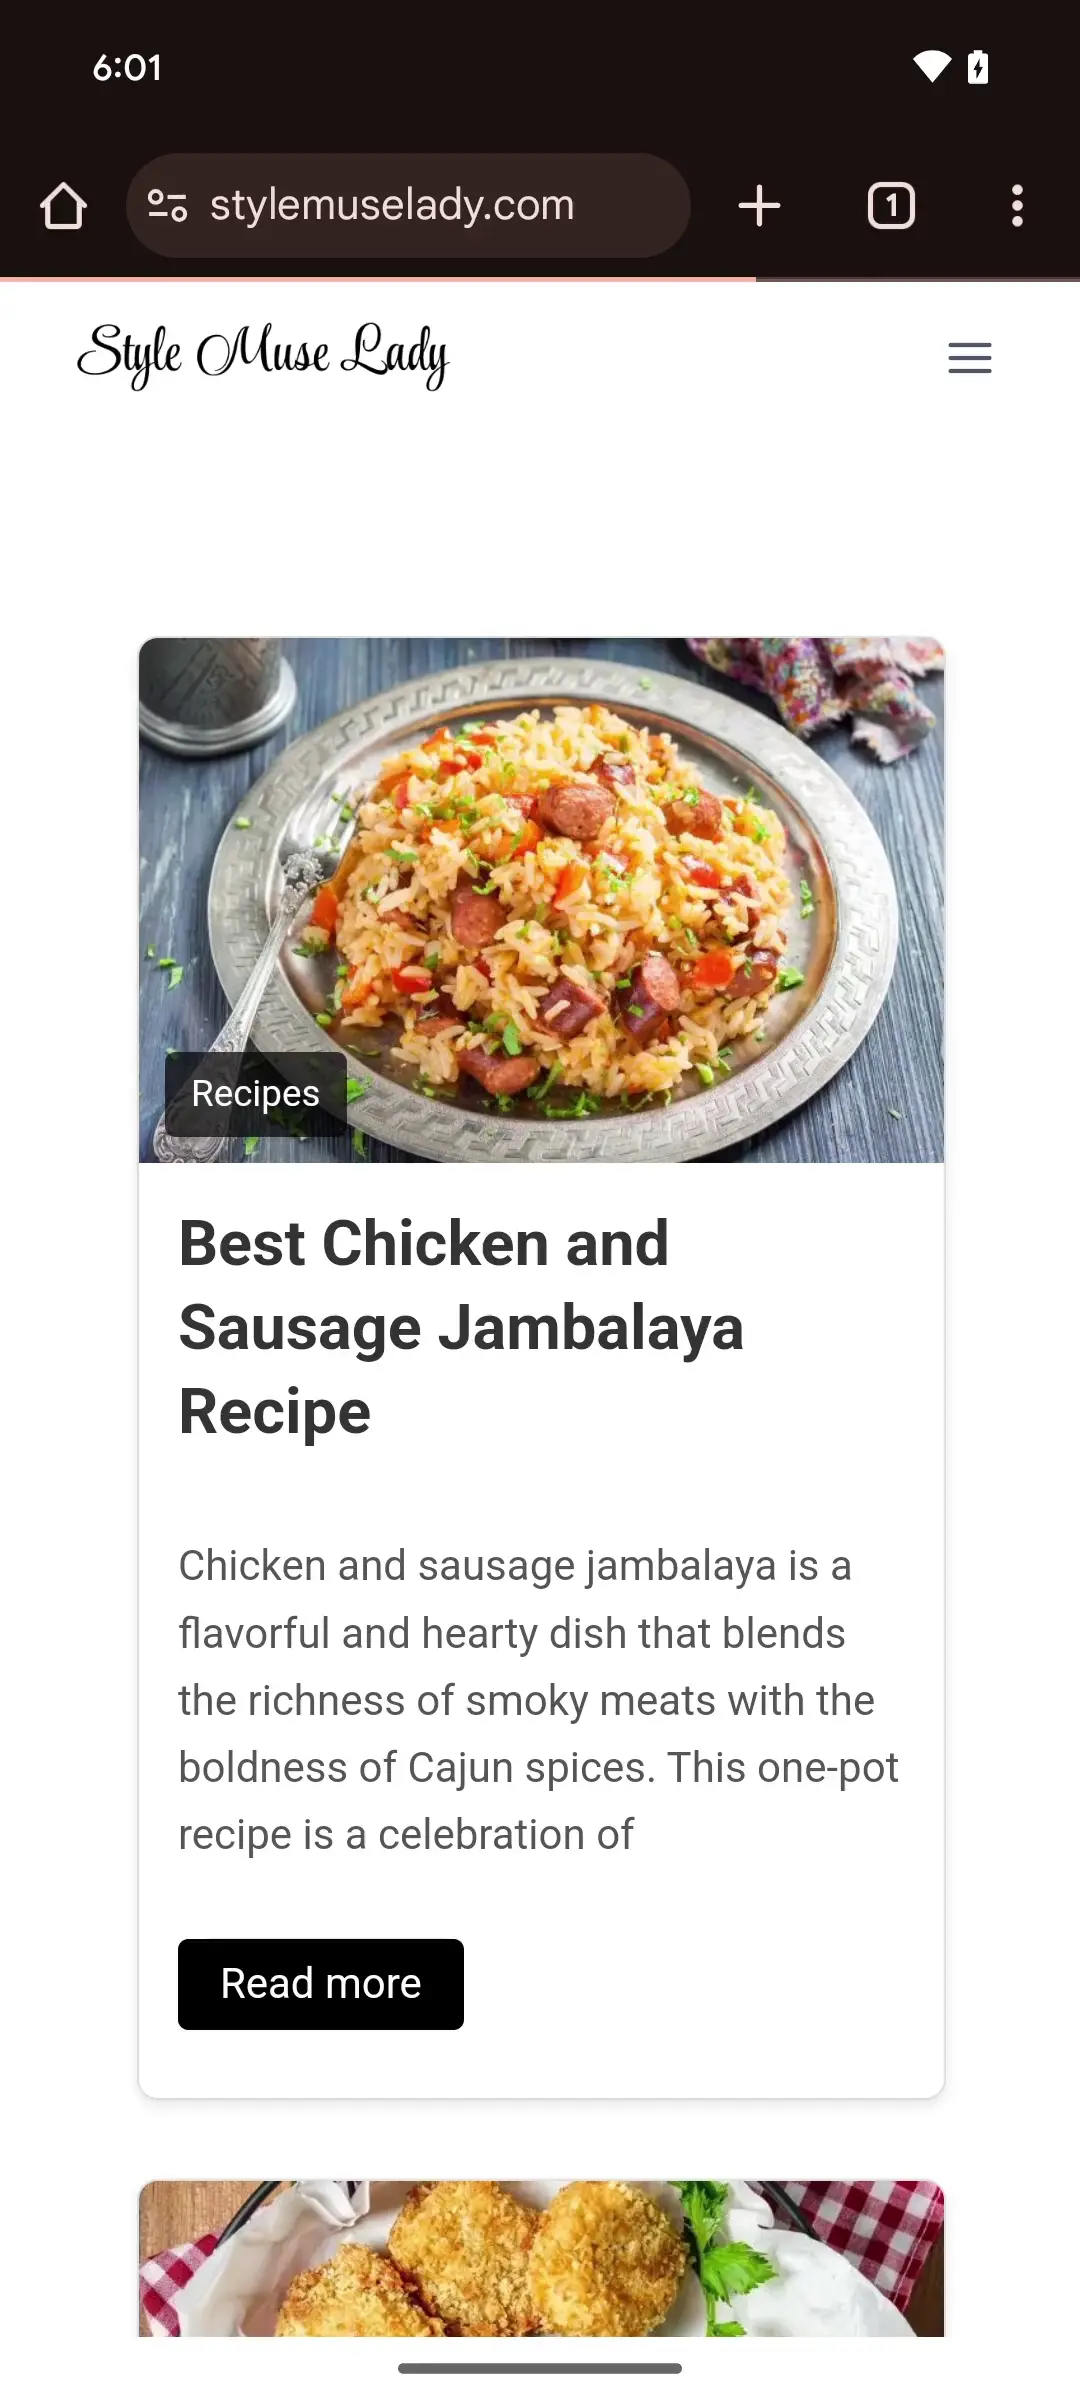 6:01
stylemuselady.com
1
Style Muse Lady
Recipes
Best Chicken and
Sausage Jambalaya
Recipe
Chicken and sausage jambalaya is a
flavorful and hearty dish that blends
the richness of smoky meats with the
boldness of Cajun spices. This one-pot
recipe is a celebration of
Read more